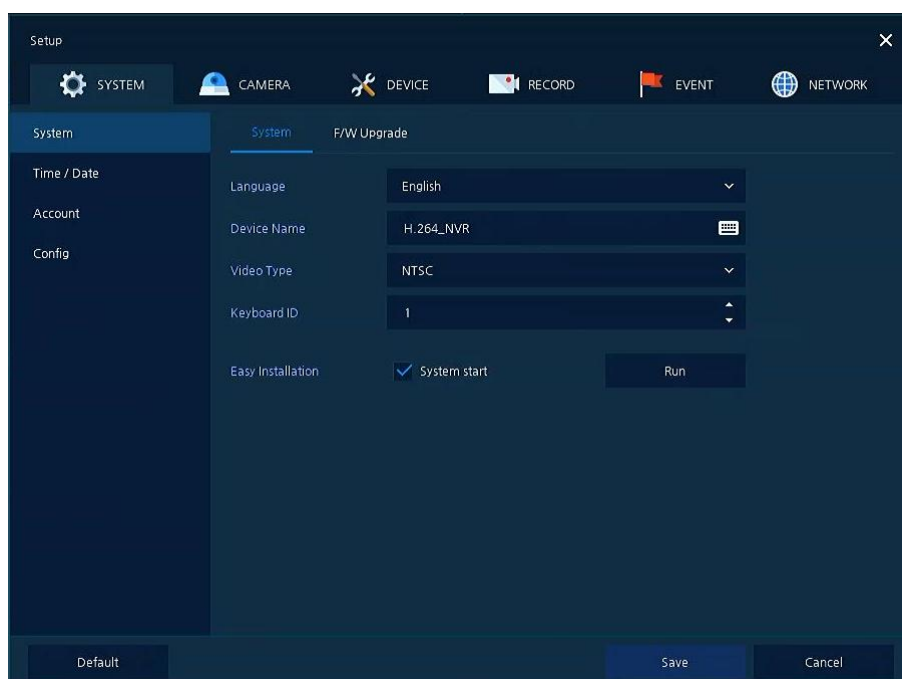 Setup
SYSTEM CAMERA DEVICE RECORD EVENT NETWORK
System
Time / Date
Account
Config
System F/W Upgrade
Language English
Device Name H.264_NVR
Video Type NTSC
Keyboard ID 1
Easy Installation System start Run
Default Save Cancel